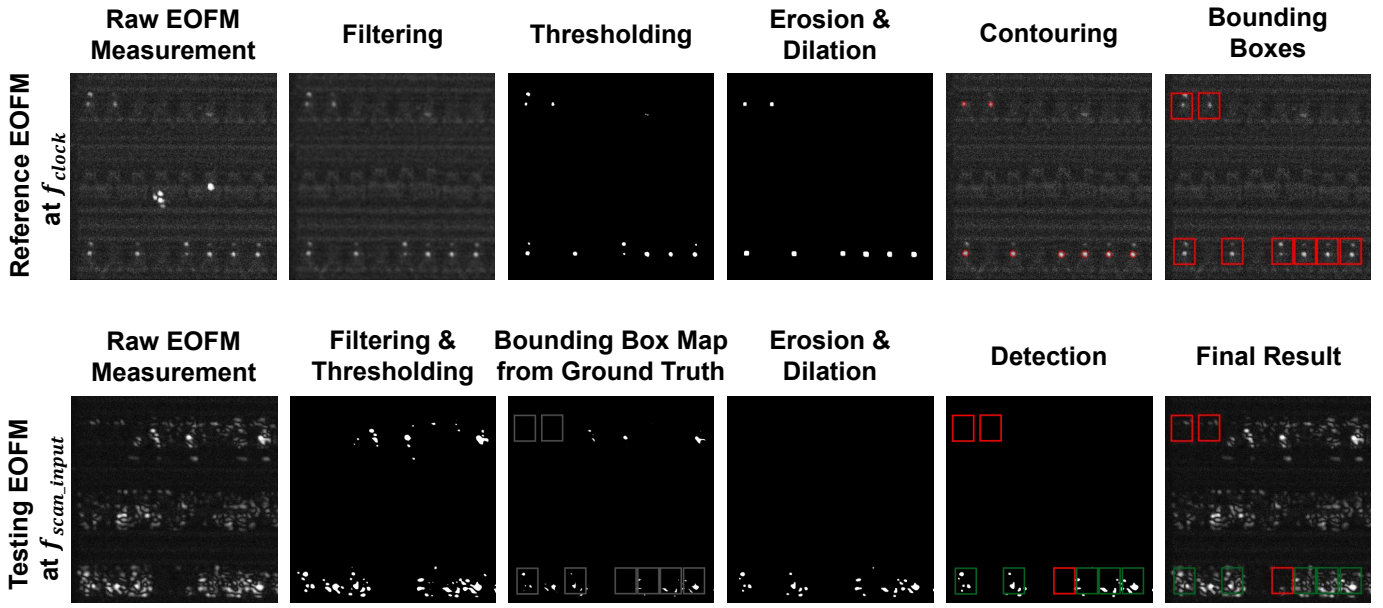 Raw EOFM
Measurement
Filtering
Thresholding
Erosion &
Dilation
Contouring
Bounding
Boxes
Reference EOFM
at f_clock
Raw EOFM
Measurement
Filtering &
Thresholding
Bounding Box Map
from Ground Truth
Erosion &
Dilation
Detection
Final Result
Testing EOFM
at f_scan_input